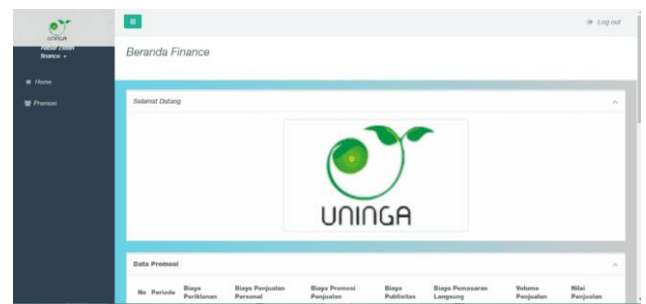 UNINGA
finance
Log out
Beranda Finance
Home
Promosi
Selamat Datang
UNINGA
Data Promosi
No Periode Biaya Periklanan Biaya Penjualan Personal Biaya Promosi Penjualan Biaya Publisitas Biaya Pemasaran Langsung Volume Penjualan Nilai Penjualan